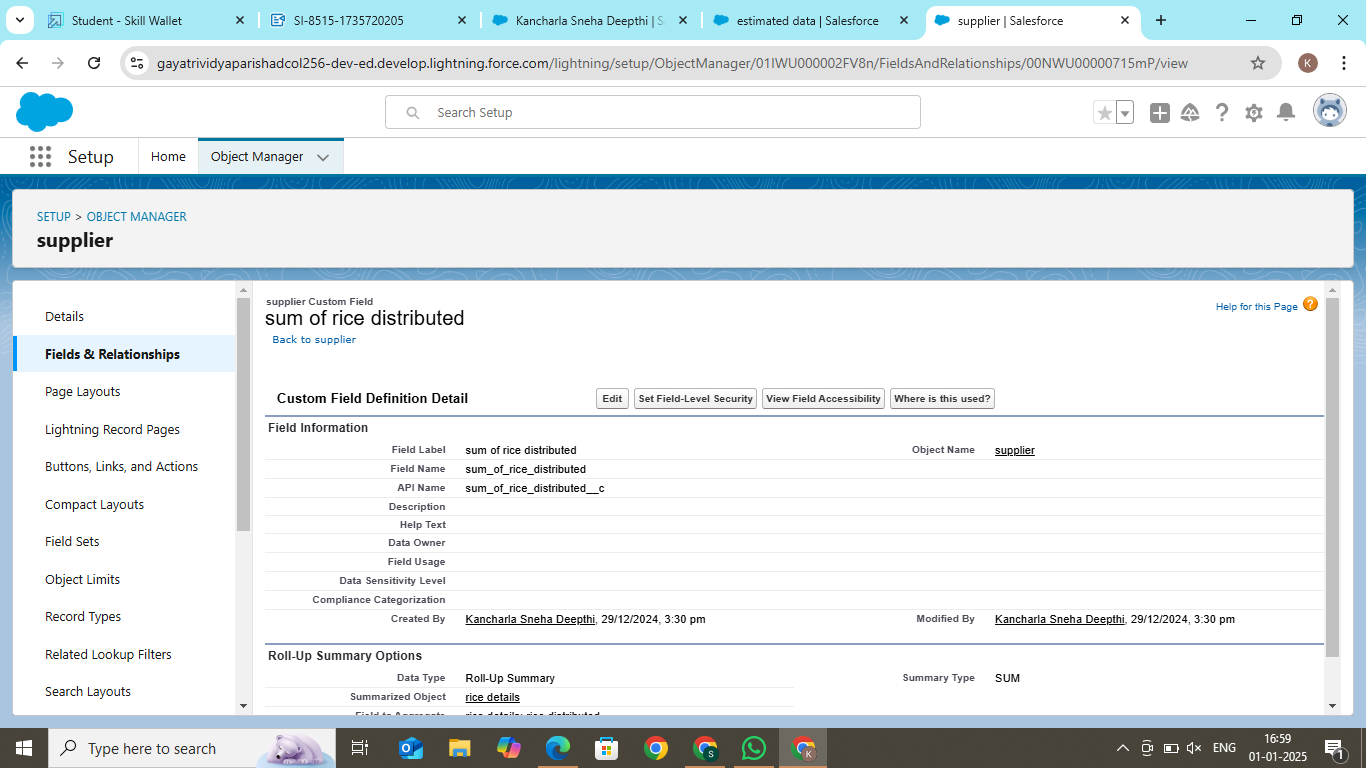 Student - Skill Wallet
SI-8515-1735720205
Kancharla Sneha Deepthi | S
estimated data | Salesforce
supplier | Salesforce
gayatrividyaparishadcol256-dev-ed.develop.lightning.force.com/lightning/setup/ObjectManager/01IWU000002FV8n/FieldsAndRelationships/00NWU00000715mP/view
K
Search Setup
Setup
Home
Object Manager
SETUP > OBJECT MANAGER
supplier
Details
Fields & Relationships
Page Layouts
Lightning Record Pages
Buttons, Links, and Actions
Compact Layouts
Field Sets
Object Limits
Record Types
Related Lookup Filters
Search Layouts
supplier Custom Field
sum of rice distributed
Back to supplier
Help for this Page ?
Custom Field Definition Detail
Edit Set Field-Level Security View Field Accessibility Where is this used?
Field Information
Field Label sum of rice distributed Object Name supplier
Field Name sum_of_rice_distributed
API Name sum_of_rice_distributed__c
Description
Help Text
Data Owner
Field Usage
Data Sensitivity Level
Compliance Categorization
Created By Kancharla Sneha Deepthi, 29/12/2024, 3:30 pm Modified By Kancharla Sneha Deepthi, 29/12/2024, 3:30 pm
Roll-Up Summary Options
Data Type Roll-Up Summary Summary Type SUM
Summarized Object rice details
Field to Aggregate rice details: rice distributed
Type here to search
S
K
ENG
16:59
01-01-2025
1